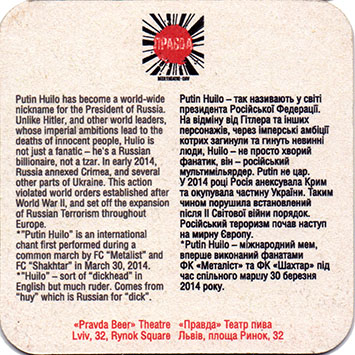 ПРАВДА
Putin Huilo has become a world-wide
nickname for the President of Russia.
Unlike Hitler, and other world leaders,
whose imperial ambitions lead to the
deaths of innocent people, Huilo is
not just a fanatic – he's a Russian
billionaire, not a tzar. In early 2014,
Russia annexed Crimea, and several
other parts of Ukraine. This action
violated world orders established after
World War II, and set off the expansion
of Russian Terrorism throughout
Europe.
*"Putin Huilo" is an international
chant first performed during a
common march by FC "Metalist" and
FC "Shakhtar" in March 30, 2014.
*"Huilo" – sort of "dickhead" in
English but much ruder. Comes from
"huy" which is Russian for "dick".
Putin Huilo – так називають у світі
президента Російської Федерації.
На відміну від Гітлера та інших
персонажів, через імперські амбіції
котрих загинули та гинуть невинні
люди, Huilo – не просто хворий
фанатик, він – російський
мультимільярдер. Putin не цар.
У 2014 році Росія анексувала Крим
та окупувала частину України. Таким
чином порушила встановлений
після ІІ Світової війни порядок.
Російський тероризм почав наступ
на мирну Європу.
*Putin Huilo – міжнародний мем,
вперше виконаний фанатами
ФК «Металіст» та ФК «Шахтар» під
час спільного маршу 30 березня
2014 року.
«Pravda Beer» Theatre
Lviv, 32, Rynok Square
«Правда» Театр пива
Львів, площа Ринок, 32